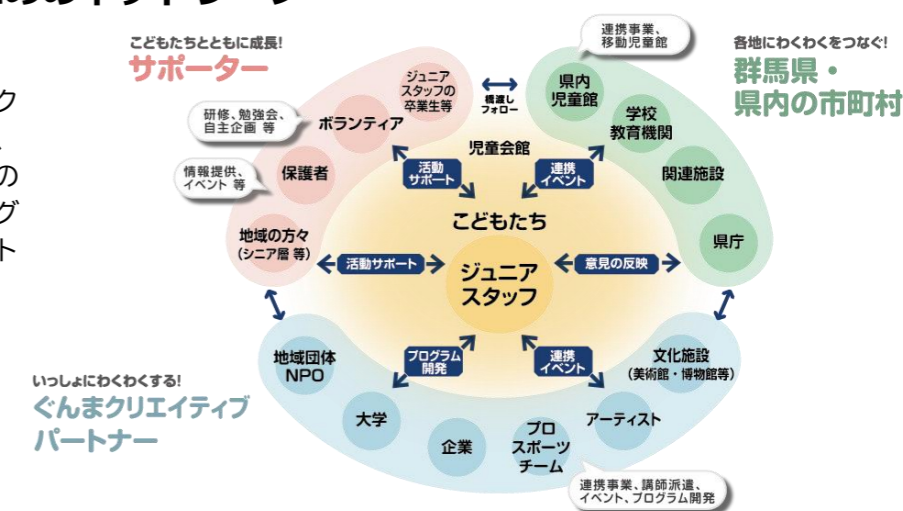 こどもたちとともに成長!
サポーター
ク
の
グ
ト
研修、勉強会、
自主企画 等
情報提供、
イベント 等
ジュニア
スタッフの
卒業生等
ボランティア
保護者
地域の方々
(シニア層 等)
橋渡し
フォロー
連携事業、
移動児童館
各地にわくわくをつなぐ!
群馬県・
県内の市町村
県内
児童館
学校
教育機関
関連施設
県庁
児童会館
活動
サポート
連携
イベント
こどもたち
活動サポート
ジュニア
スタッフ
意見の反映
プログラム
開発
連携
イベント
いっしょにわくわくする!
ぐんまクリエイティブ
パートナー
地域団体
NPO
大学
企業
プロ
スポーツ
チーム
アーティスト
文化施設
(美術館・博物館等)
連携事業、講師派遣、
イベント、プログラム開発